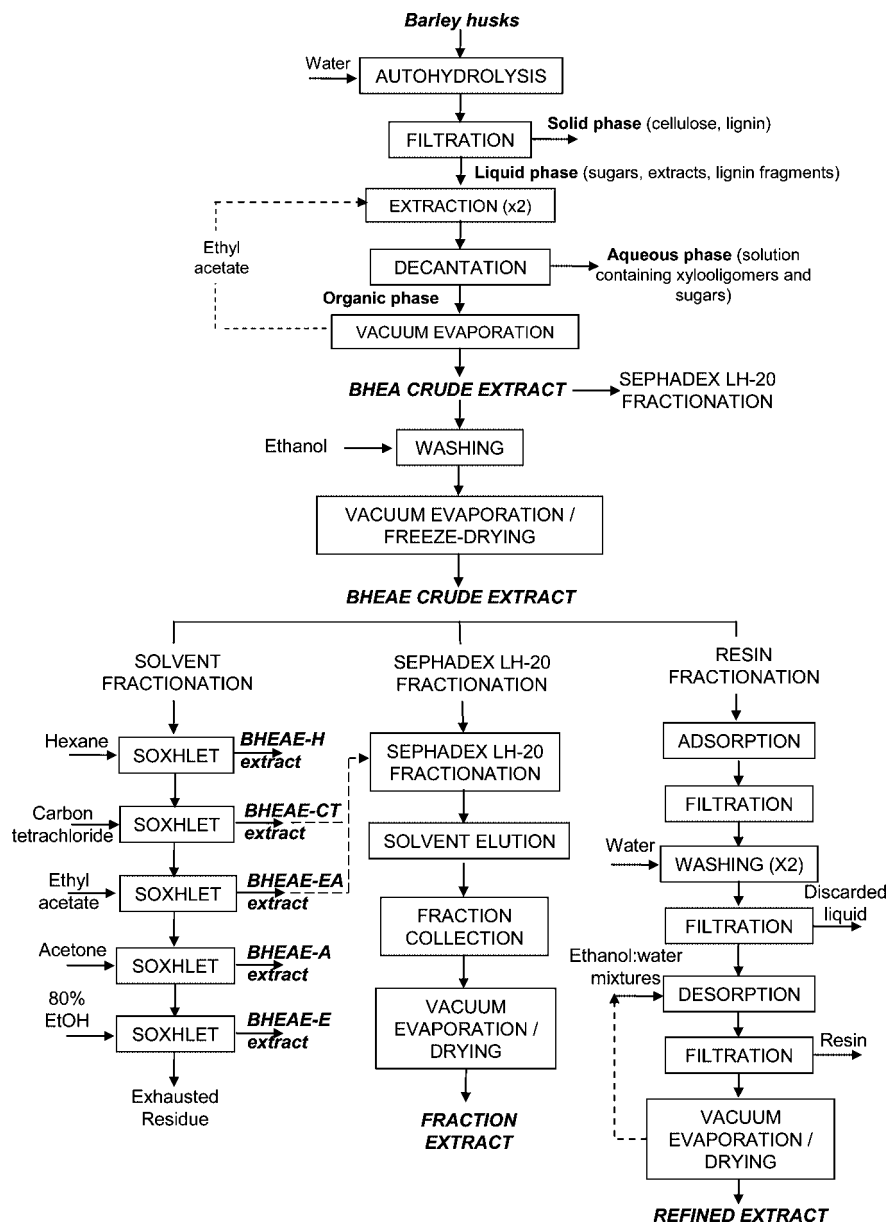 Barley husks
Water
AUTOHYDROLYSIS
Solid phase (cellulose, lignin)
FILTRATION
Liquid phase (sugars, extracts, lignin fragments)
EXTRACTION (x2)
Ethyl
acetate
Aqueous phase (solution
containing xylooligomers and
sugars)
DECANTATION
Organic phase
VACUUM EVAPORATION
BHEA CRUDE EXTRACT
SEPHADEX LH-20
FRACTIONATION
Ethanol
WASHING
VACUUM EVAPORATION /
FREEZE-DRYING
BHEAE CRUDE EXTRACT
SOLVENT
FRACTIONATION
Hexane
SOXHLET
BHEAE-H
extract
Carbon
tetrachloride
SOXHLET
BHEAE-CT
extract
Ethyl
acetate
SOXHLET
BHEAE-EA
extract
Acetone
SOXHLET
BHEAE-A
extract
80%
EtOH
SOXHLET
BHEAE-E
extract
Exhausted
Residue
SEPHADEX LH-20
FRACTIONATION
SEPHADEX LH-20
FRACTIONATION
SOLVENT ELUTION
FRACTION
COLLECTION
VACUUM
EVAPORATION /
DRYING
FRACTION
EXTRACT
RESIN
FRACTIONATION
ADSORPTION
FILTRATION
Water
WASHING (X2)
Discarded
liquid
FILTRATION
Ethanol:water
mixtures
DESORPTION
Resin
FILTRATION
VACUUM
EVAPORATION /
DRYING
REFINED EXTRACT